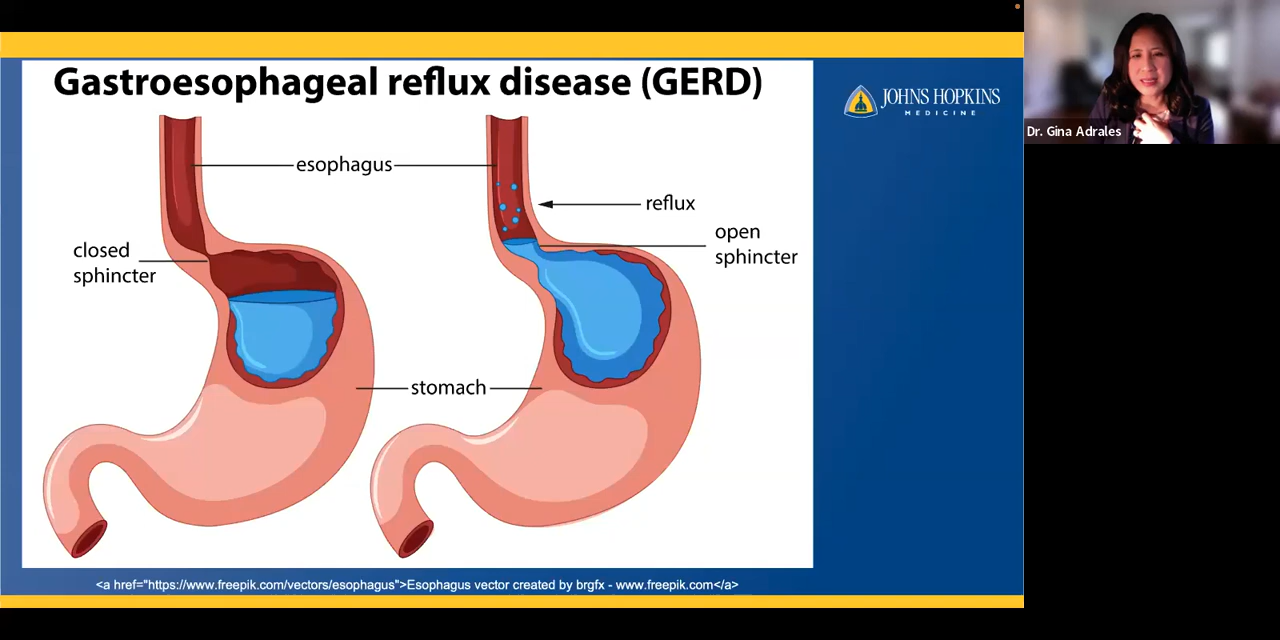 Gastroesophageal reflux disease (GERD)
JOHNS HOPKINS
MEDICINE
Dr. Gina Adrales
esophagus
reflux
open
sphincter
closed
sphincter
stomach
<a href="https://www.freepik.com/vectors/esophagus">Esophagus vector created by brgfx - www.freepik.com</a>